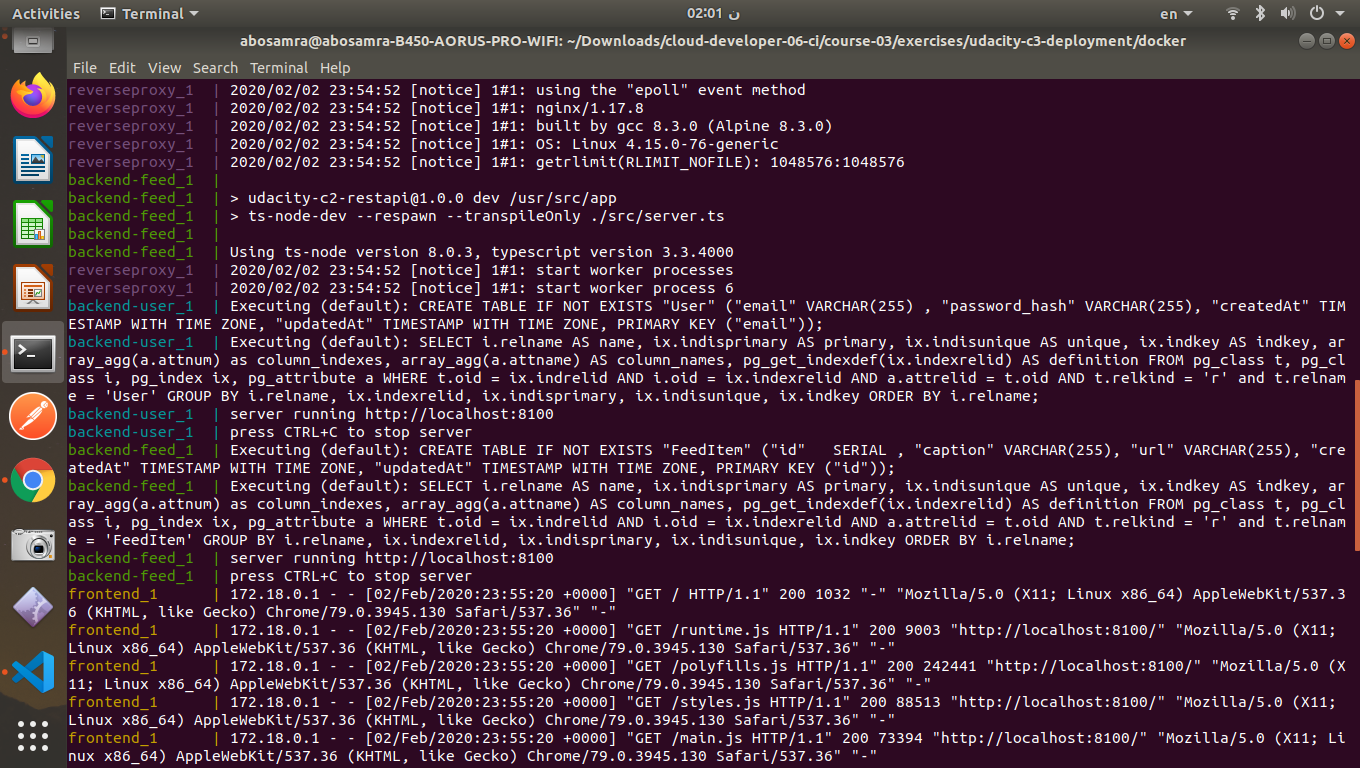 Activities Terminal 02:01 ن en
abosamra@abosamra-B450-AORUS-PRO-WIFI: ~/Downloads/cloud-developer-06-ci/course-03/exercises/udacity-c3-deployment/docker
File Edit View Search Terminal Help
reverseproxy_1  | 2020/02/02 23:54:52 [notice] 1#1: using the "epoll" event method
reverseproxy_1  | 2020/02/02 23:54:52 [notice] 1#1: nginx/1.17.8
reverseproxy_1  | 2020/02/02 23:54:52 [notice] 1#1: built by gcc 8.3.0 (Alpine 8.3.0)
reverseproxy_1  | 2020/02/02 23:54:52 [notice] 1#1: OS: Linux 4.15.0-76-generic
reverseproxy_1  | 2020/02/02 23:54:52 [notice] 1#1: getrlimit(RLIMIT_NOFILE): 1048576:1048576
backend-feed_1  |
backend-feed_1  | > udacity-c2-restapi@1.0.0 dev /usr/src/app
backend-feed_1  | > ts-node-dev --respawn --transpileOnly ./src/server.ts
backend-feed_1  |
backend-feed_1  | Using ts-node version 8.0.3, typescript version 3.3.4000
reverseproxy_1  | 2020/02/02 23:54:52 [notice] 1#1: start worker processes
reverseproxy_1  | 2020/02/02 23:54:52 [notice] 1#1: start worker process 6
backend-user_1  | Executing (default): CREATE TABLE IF NOT EXISTS "User" ("email" VARCHAR(255) , "password_hash" VARCHAR(255), "createdAt" TIM
ESTAMP WITH TIME ZONE, "updatedAt" TIMESTAMP WITH TIME ZONE, PRIMARY KEY ("email"));
backend-user_1  | Executing (default): SELECT i.relname AS name, ix.indisprimary AS primary, ix.indisunique AS unique, ix.indkey AS indkey, ar
ray_agg(a.attnum) as column_indexes, array_agg(a.attname) AS column_names, pg_get_indexdef(ix.indexrelid) AS definition FROM pg_class t, pg_cl
ass i, pg_index ix, pg_attribute a WHERE t.oid = ix.indrelid AND i.oid = ix.indexrelid AND a.attrelid = t.oid AND t.relkind = 'r' and t.relnam
e = 'User' GROUP BY i.relname, ix.indexrelid, ix.indisprimary, ix.indisunique, ix.indkey ORDER BY i.relname;
backend-user_1  | server running http://localhost:8100
backend-user_1  | press CTRL+C to stop server
backend-feed_1  | Executing (default): CREATE TABLE IF NOT EXISTS "FeedItem" ("id"   SERIAL , "caption" VARCHAR(255), "url" VARCHAR(255), "cre
atedAt" TIMESTAMP WITH TIME ZONE, "updatedAt" TIMESTAMP WITH TIME ZONE, PRIMARY KEY ("id"));
backend-feed_1  | Executing (default): SELECT i.relname AS name, ix.indisprimary AS primary, ix.indisunique AS unique, ix.indkey AS indkey, ar
ray_agg(a.attnum) as column_indexes, array_agg(a.attname) AS column_names, pg_get_indexdef(ix.indexrelid) AS definition FROM pg_class t, pg_cl
ass i, pg_index ix, pg_attribute a WHERE t.oid = ix.indrelid AND i.oid = ix.indexrelid AND a.attrelid = t.oid AND t.relkind = 'r' and t.relnam
e = 'FeedItem' GROUP BY i.relname, ix.indexrelid, ix.indisprimary, ix.indisunique, ix.indkey ORDER BY i.relname;
backend-feed_1  | server running http://localhost:8100
backend-feed_1  | press CTRL+C to stop server
frontend_1      | 172.18.0.1 - - [02/Feb/2020:23:55:20 +0000] "GET / HTTP/1.1" 200 1032 "-" "Mozilla/5.0 (X11; Linux x86_64) AppleWebKit/537.3
6 (KHTML, like Gecko) Chrome/79.0.3945.130 Safari/537.36" "-"
frontend_1      | 172.18.0.1 - - [02/Feb/2020:23:55:20 +0000] "GET /runtime.js HTTP/1.1" 200 9003 "http://localhost:8100/" "Mozilla/5.0 (X11;
Linux x86_64) AppleWebKit/537.36 (KHTML, like Gecko) Chrome/79.0.3945.130 Safari/537.36" "-"
frontend_1      | 172.18.0.1 - - [02/Feb/2020:23:55:20 +0000] "GET /polyfills.js HTTP/1.1" 200 242441 "http://localhost:8100/" "Mozilla/5.0 (X
11; Linux x86_64) AppleWebKit/537.36 (KHTML, like Gecko) Chrome/79.0.3945.130 Safari/537.36" "-"
frontend_1      | 172.18.0.1 - - [02/Feb/2020:23:55:20 +0000] "GET /styles.js HTTP/1.1" 200 88513 "http://localhost:8100/" "Mozilla/5.0 (X11;
Linux x86_64) AppleWebKit/537.36 (KHTML, like Gecko) Chrome/79.0.3945.130 Safari/537.36" "-"
frontend_1      | 172.18.0.1 - - [02/Feb/2020:23:55:20 +0000] "GET /main.js HTTP/1.1" 200 73394 "http://localhost:8100/" "Mozilla/5.0 (X11; Li
nux x86_64) AppleWebKit/537.36 (KHTML, like Gecko) Chrome/79.0.3945.130 Safari/537.36" "-"